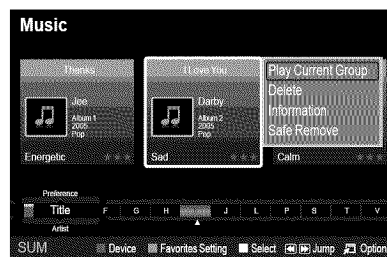 Music
Thanks
Joe
Album 1
2005
Pop
Energetic
I Love You
Darby
Album 2
2005
Pop
Sad
Play Current Group
Delete
Information
Safe Remove
Calm
Preference
Title F G H J L P S T V
Artist
SUM Device Favorites Setting Select Jump Option